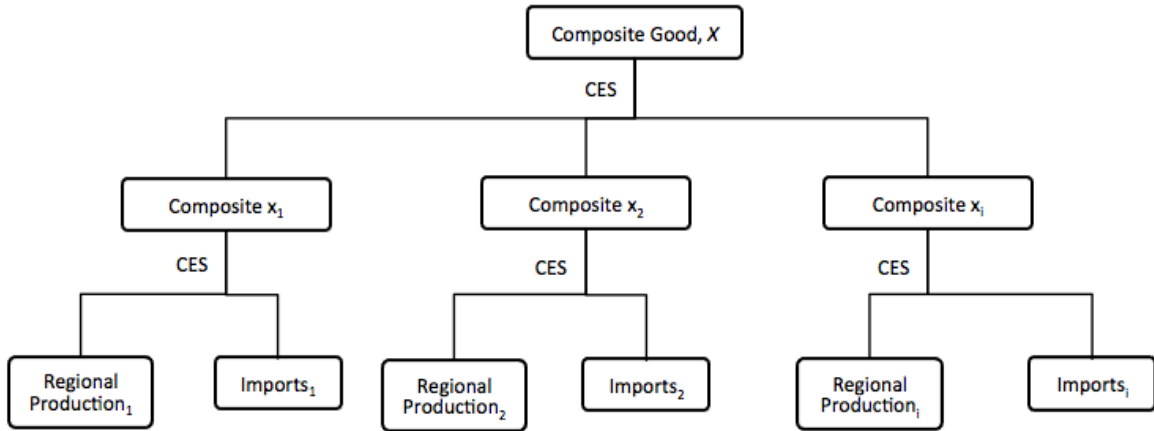 Composite Good, X
CES
Composite x₁
Composite x₂
Composite xᵢ
CES
CES
CES
Regional
Production₁
Imports₁
Regional
Production₂
Imports₂
Regional
Productionᵢ
Importsᵢ